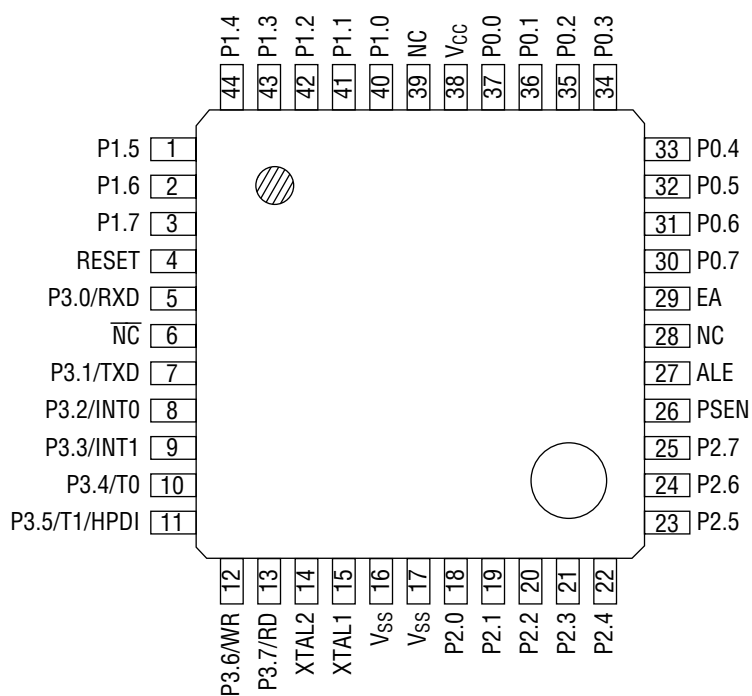 P1.4 P1.3 P1.2 P1.1 P1.0 NC VCC P0.0 P0.1 P0.2 P0.3
44 43 42 41 40 39 38 37 36 35 34
P1.5 1 33 P0.4
P1.6 2 32 P0.5
P1.7 3 31 P0.6
RESET 4 30 P0.7
P3.0/RXD 5 29 EA
N̅C̅ 6 28 NC
P3.1/TXD 7 27 ALE
P3.2/INT0 8 26 PSEN
P3.3/INT1 9 25 P2.7
P3.4/T0 10 24 P2.6
P3.5/T1/HPDI 11 23 P2.5
12 13 14 15 16 17 18 19 20 21 22
P3.6/WR P3.7/RD XTAL2 XTAL1 VSS VSS P2.0 P2.1 P2.2 P2.3 P2.4